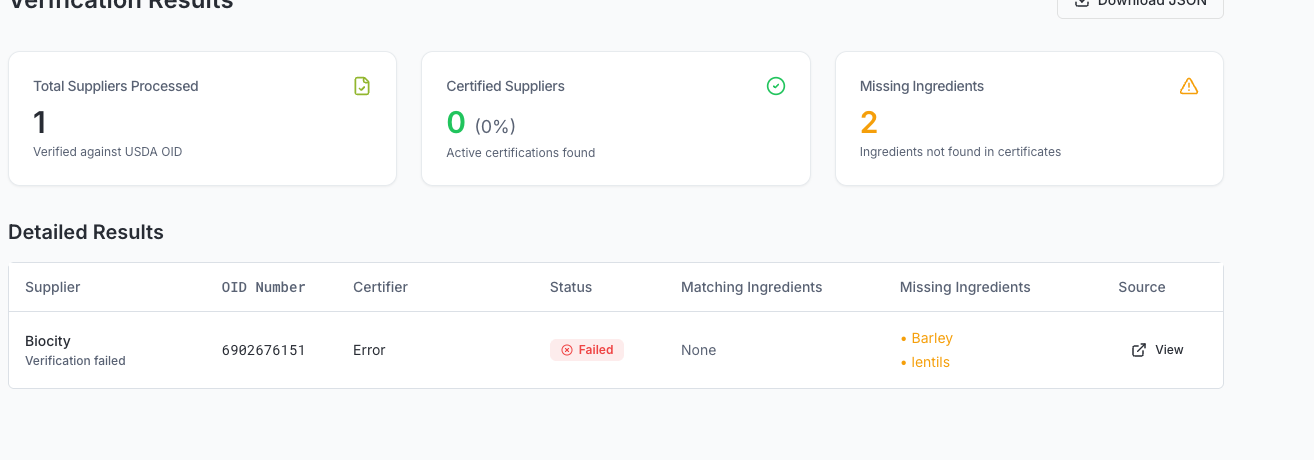 Verification Results
Download JSON
Total Suppliers Processed
1
Verified against USDA OID
Certified Suppliers
0 (0%)
Active certifications found
Missing Ingredients
2
Ingredients not found in certificates
Detailed Results
Supplier OID Number Certifier Status Matching Ingredients Missing Ingredients Source
Biocity
Verification failed
6902676151
Error
Failed
None
• Barley
• lentils
View